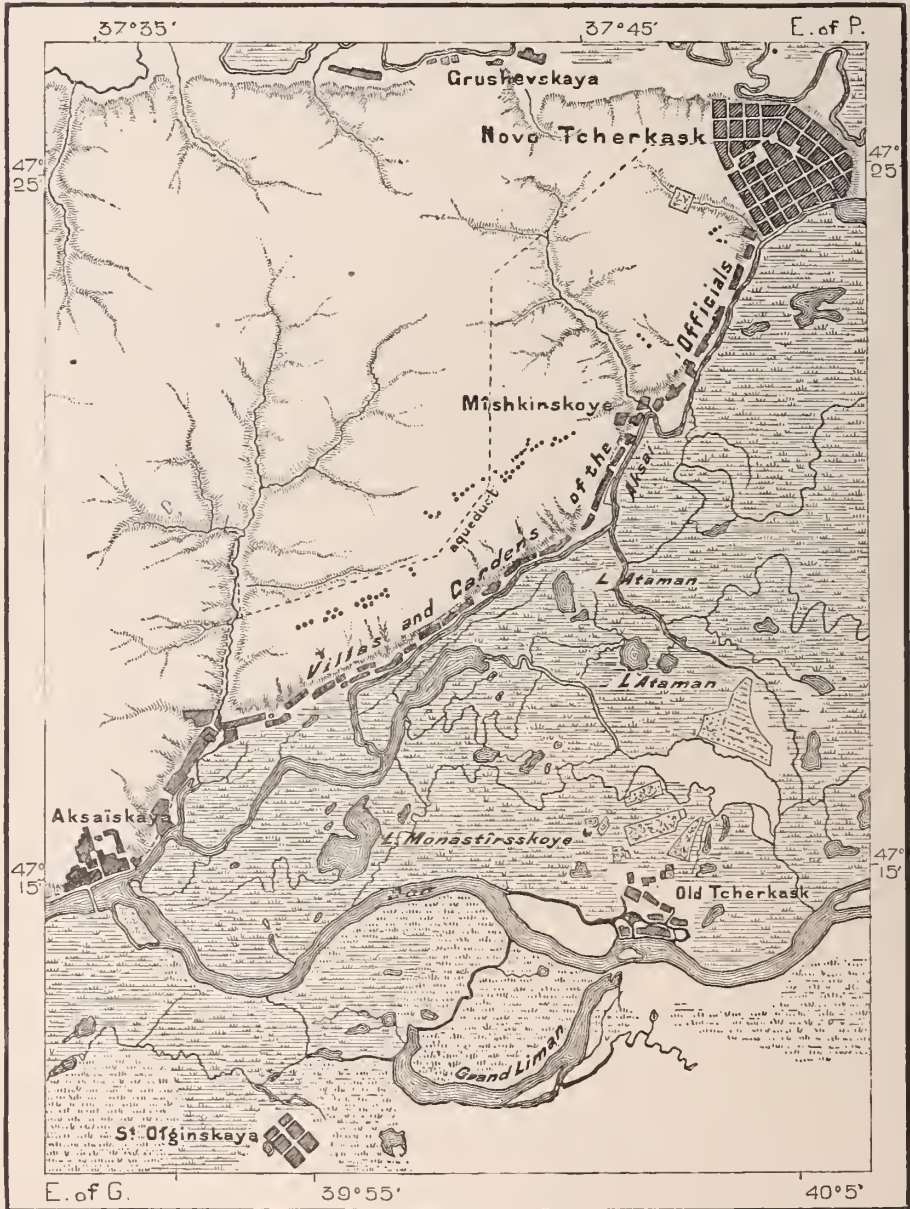 37°35' 37°45' E. of P.
Grushevskaya
Novo Tcherkask
47° 25'
47° 25'
Mishkinskoye
aqueduct
Villas and Gardens of the Officials
Aksaï
L. Ataman
L. Ataman
Aksaïskaya
L. Monastirsskoye
47° 15'
47° 15'
Don
Old Tcherkask
Grand Liman
St Olginskaya
E. of G. 39°55' 40°5'